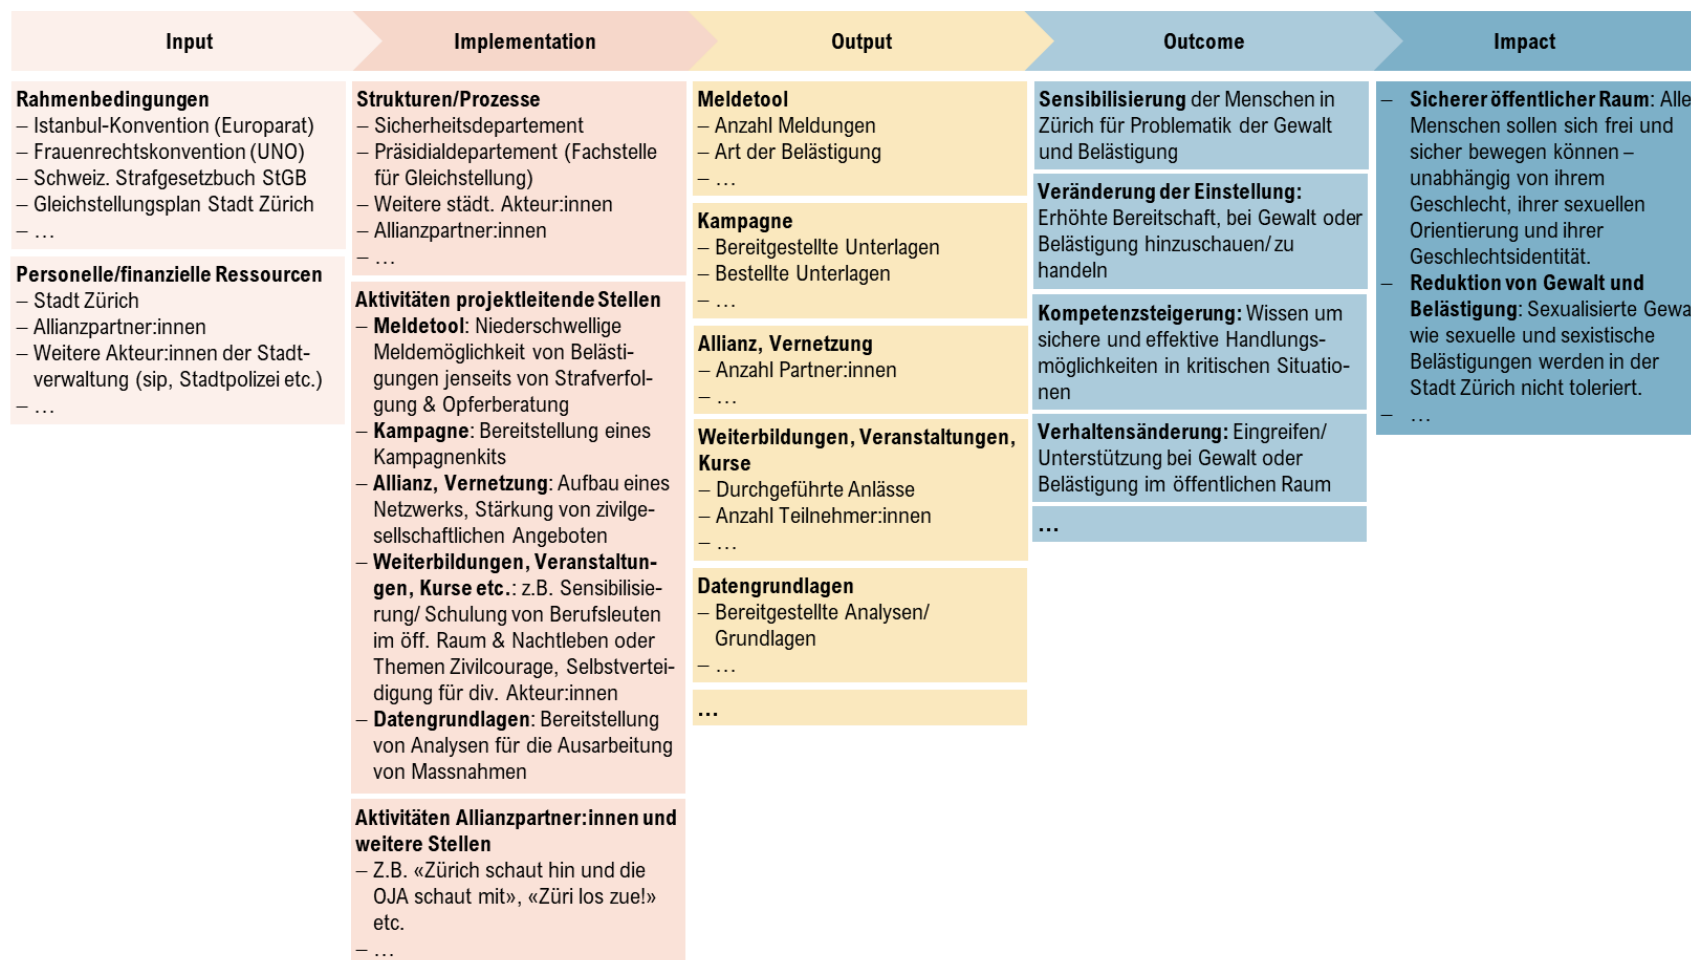 Input
Implementation
Output
Outcome
Impact
Rahmenbedingungen
– Istanbul-Konvention (Europarat)
– Frauenrechtskonvention (UNO)
– Schweiz. Strafgesetzbuch StGB
– Gleichstellungsplan Stadt Zürich
– …
Personelle/finanzielle Ressourcen
– Stadt Zürich
– Allianzpartner:innen
– Weitere Akteur:innen der Stadt-
verwaltung (sip, Stadtpolizei etc.)
– …
Strukturen/Prozesse
– Sicherheitsdepartement
– Präsidialdepartement (Fachstelle
für Gleichstellung)
– Weitere städt. Akteur:innen
– Allianzpartner:innen
– …
Aktivitäten projektleitende Stellen
– Meldetool: Niederschwellige
Meldemöglichkeit von Belästi-
gungen jenseits von Strafverfol-
gung & Opferberatung
– Kampagne: Bereitstellung eines
Kampagnenkits
– Allianz, Vernetzung: Aufbau eines
Netzwerks, Stärkung von zivilge-
sellschaftlichen Angeboten
– Weiterbildungen, Veranstaltun-
gen, Kurse etc.: z.B. Sensibilisie-
rung/ Schulung von Berufsleuten
im öff. Raum & Nachtleben oder
Themen Zivilcourage, Selbstvertei-
digung für div. Akteur:innen
– Datengrundlagen: Bereitstellung
von Analysen für die Ausarbeitung
von Massnahmen
Aktivitäten Allianzpartner:innen und
weitere Stellen
– Z.B. «Zürich schaut hin und die
OJA schaut mit», «Züri los zue!»
etc.
– …
Meldetool
– Anzahl Meldungen
– Art der Belästigung
– …
Kampagne
– Bereitgestellte Unterlagen
– Bestellte Unterlagen
– …
Allianz, Vernetzung
– Anzahl Partner:innen
– …
Weiterbildungen, Veranstaltungen,
Kurse
– Durchgeführte Anlässe
– Anzahl Teilnehmer:innen
– …
Datengrundlagen
– Bereitgestellte Analysen/
Grundlagen
– …
…
Sensibilisierung der Menschen in
Zürich für Problematik der Gewalt
und Belästigung
Veränderung der Einstellung:
Erhöhte Bereitschaft, bei Gewalt oder
Belästigung hinzuschauen/ zu
handeln
Kompetenzsteigerung: Wissen um
sichere und effektive Handlungs-
möglichkeiten in kritischen Situatio-
nen
Verhaltensänderung: Eingreifen/
Unterstützung bei Gewalt oder
Belästigung im öffentlichen Raum
…
– Sicherer öffentlicher Raum: Alle
Menschen sollen sich frei und
sicher bewegen können –
unabhängig von ihrem
Geschlecht, ihrer sexuellen
Orientierung und ihrer
Geschlechtsidentität.
– Reduktion von Gewalt und
Belästigung: Sexualisierte Gewa
wie sexuelle und sexistische
Belästigungen werden in der
Stadt Zürich nicht toleriert.
– …